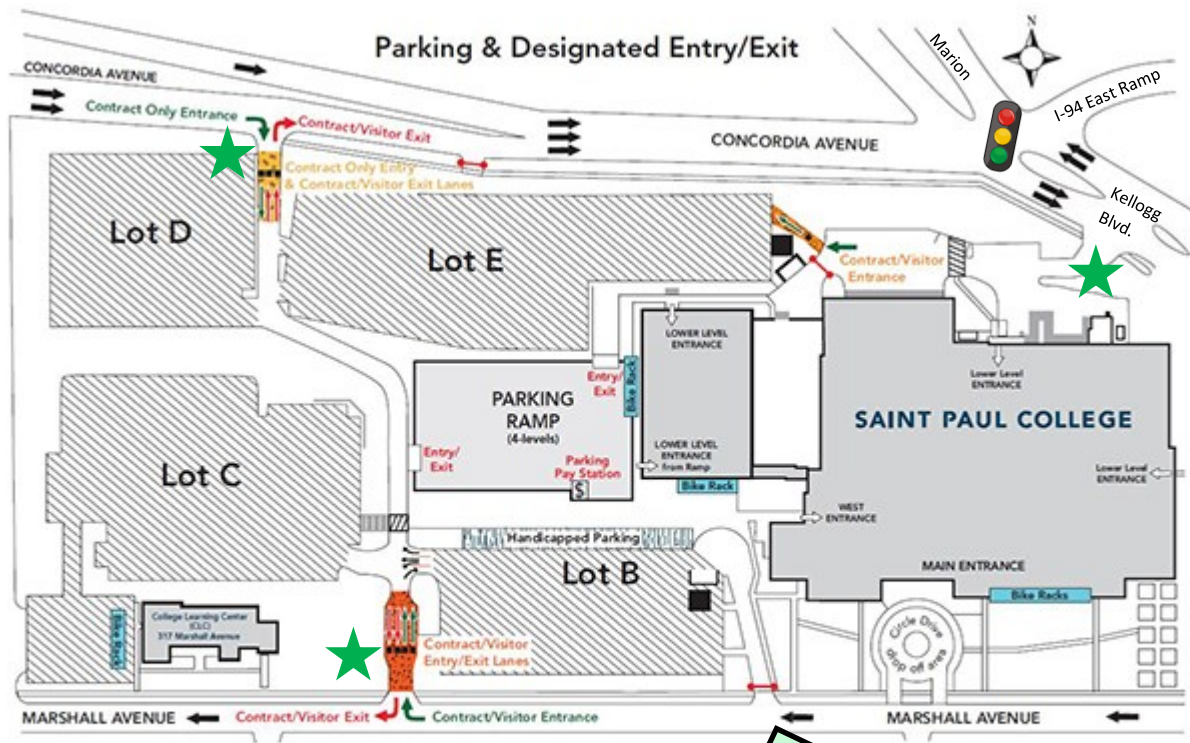 Parking & Designated Entry/Exit
N
Marion
I-94 East Ramp
CONCORDIA AVENUE
Contract Only Entrance
Contract/Visitor Exit
CONCORDIA AVENUE
Contract Only Entry
& Contract/Visitor Exit Lanes
Kellogg
Blvd.
Lot D
Lot E
Contract/Visitor
Entrance
LOWER LEVEL
ENTRANCE
Lower Level
ENTRANCE
Entry/
Exit
Bike Rack
PARKING
RAMP
(4-levels)
SAINT PAUL COLLEGE
Entry/
Exit
Parking
Pay Station
$
LOWER LEVEL
ENTRANCE
from Ramp
Lot C
Lower Level
ENTRANCE
Bike Rack
WEST
ENTRANCE
Handicapped Parking
Lot B
MAIN ENTRANCE
Bike Racks
College Learning Center
(CLC)
317 Marshall Avenue
Bike Rack
Circle Drive
drop off area
Contract/Visitor
Entry/Exit Lanes
MARSHALL AVENUE
Contract/Visitor Exit
Contract/Visitor Entrance
MARSHALL AVENUE